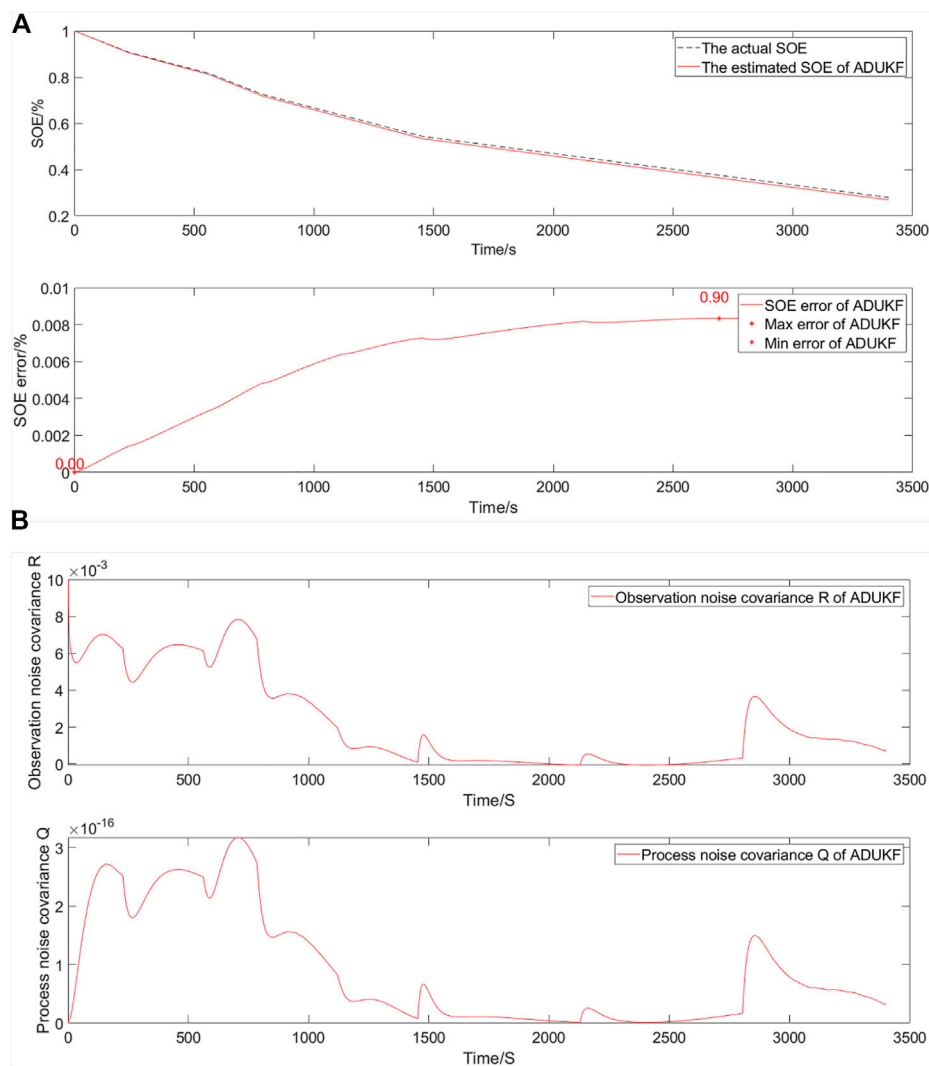 A
The actual SOE
The estimated SOE of ADUKF
SOE/%
1
0.8
0.6
0.4
0.2
0 500 1000 1500 2000 2500 3000 3500
Time/s
0.90
SOE error of ADUKF
Max error of ADUKF
Min error of ADUKF
SOE error/%
0.01
0.008
0.006
0.004
0.002
0
0.00
0 500 1000 1500 2000 2500 3000 3500
Time/s
B
×10-3
Observation noise covariance R of ADUKF
Observation noise covariance R
10
8
6
4
2
0
0 500 1000 1500 2000 2500 3000 3500
Time/S
×10-16
Process noise covariance Q of ADUKF
Process noise covariance Q
3
2
1
0
0 500 1000 1500 2000 2500 3000 3500
Time/S